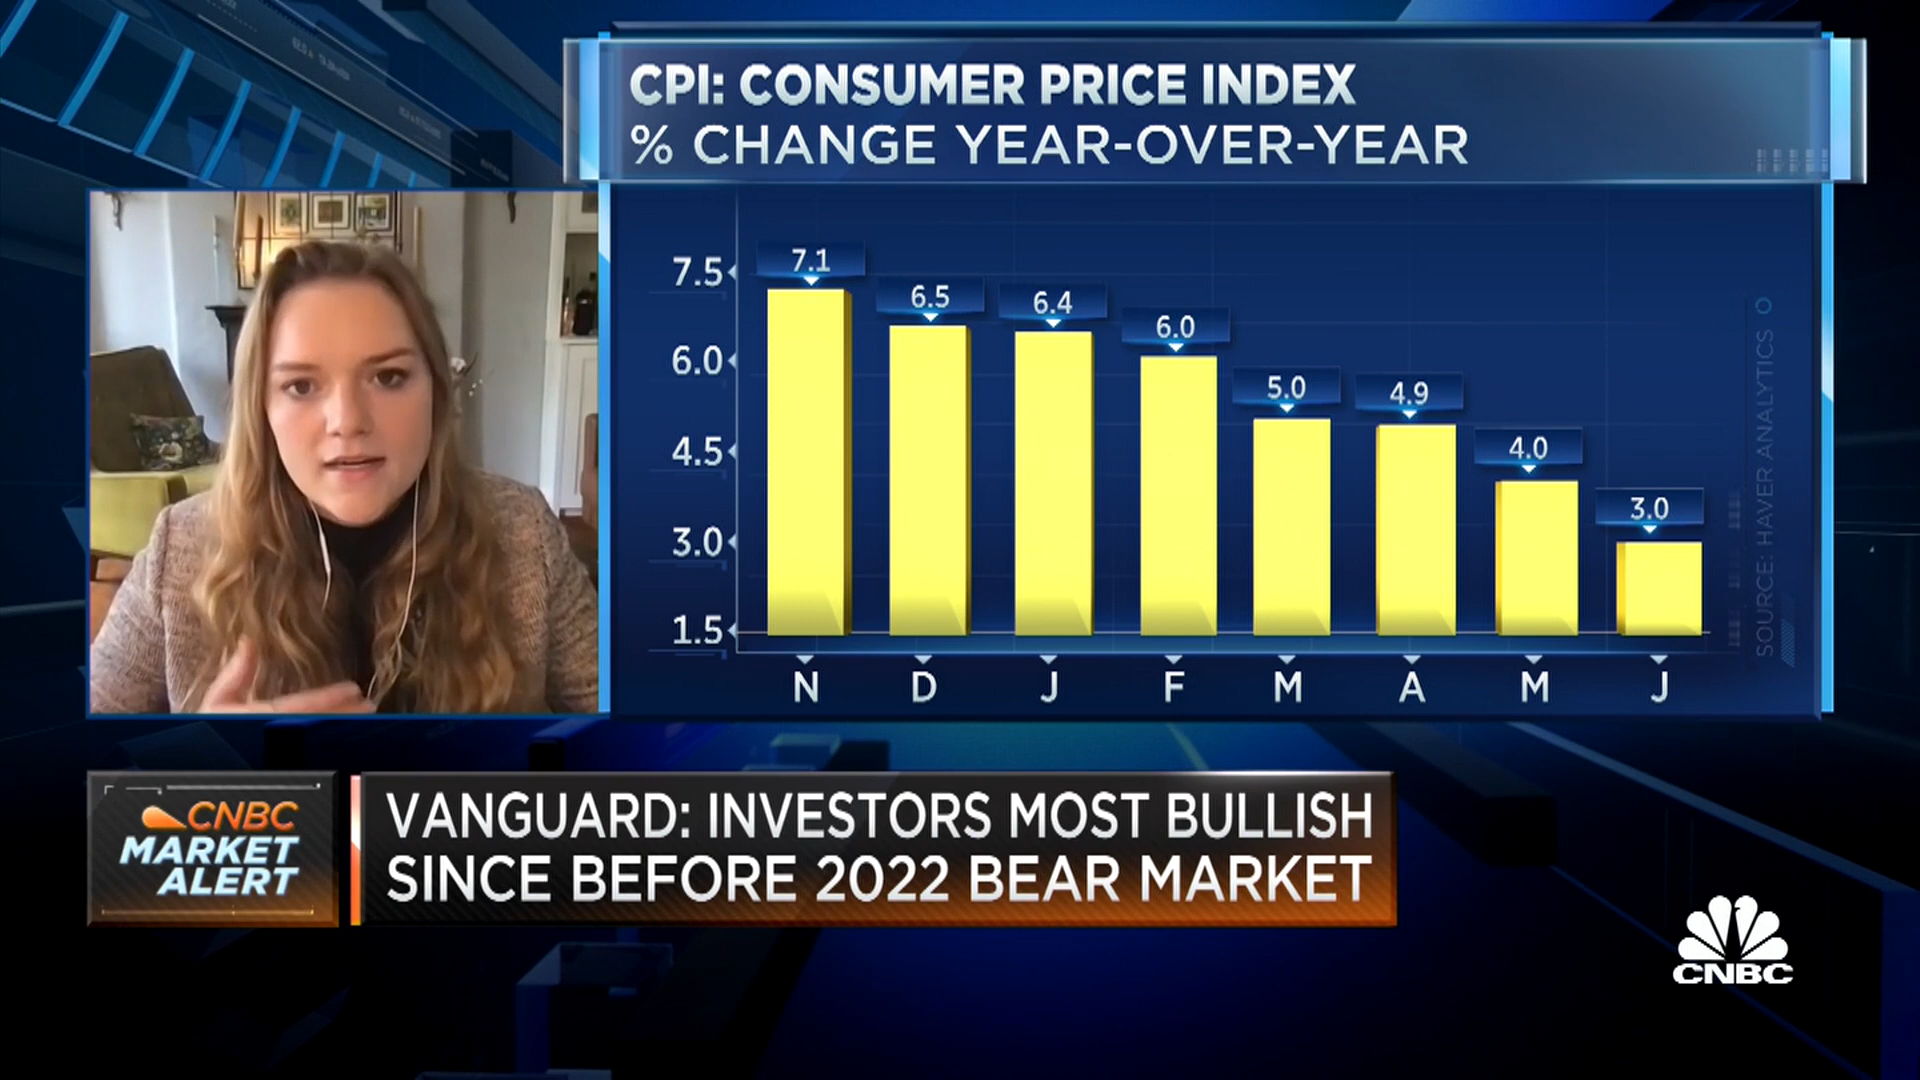 CPI: CONSUMER PRICE INDEX
% CHANGE YEAR-OVER-YEAR
7.5
6.0
4.5
3.0
1.5
7.1
6.5
6.4
6.0
5.0
4.9
4.0
3.0
N D J F M A M J
SOURCE: HAVER ANALYTICS
CNBC
MARKET
ALERT
VANGUARD: INVESTORS MOST BULLISH
SINCE BEFORE 2022 BEAR MARKET
CNBC